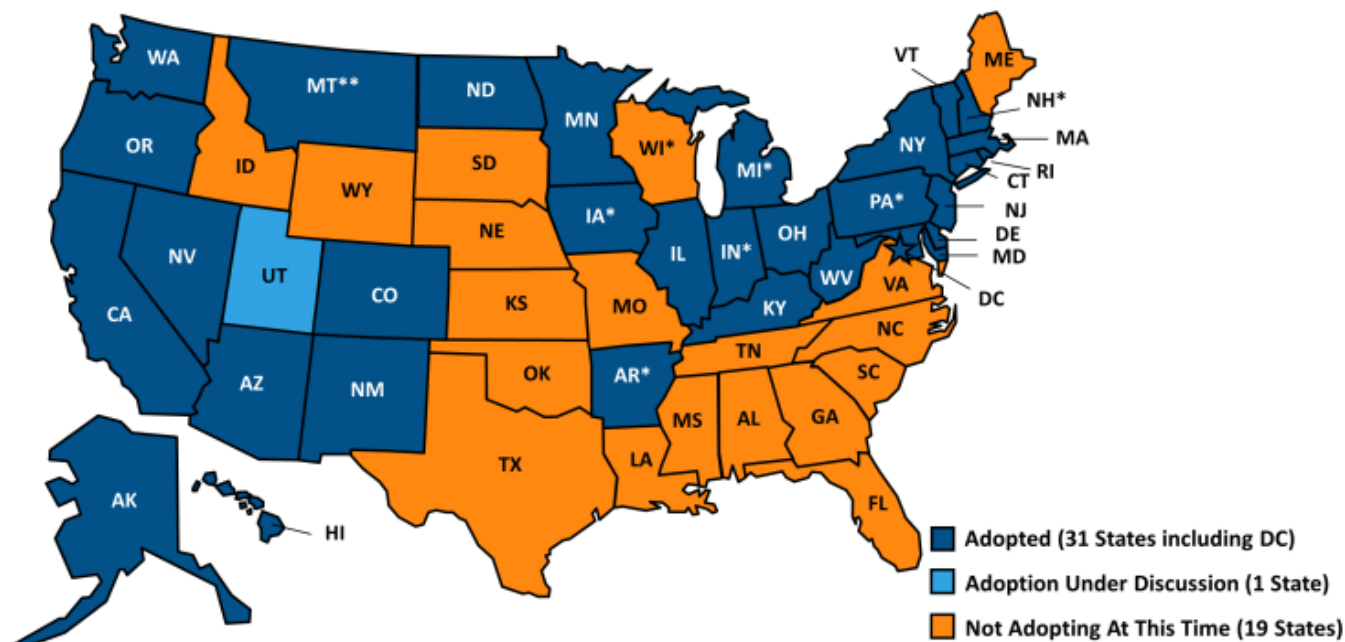 WA
MT**
ND
MN
VT
ME
NH*
MA
RI
CT
NJ
DE
MD
DC
OR
ID
WY
SD
WI*
MI*
NY
PA*
NV
UT
CO
NE
IA*
IL
IN*
OH
WV
VA
CA
KS
MO
KY
NC
TN
SC
AZ
NM
OK
AR*
MS
AL
GA
TX
LA
FL
AK
HI
Adopted (31 States including DC)
Adoption Under Discussion (1 State)
Not Adopting At This Time (19 States)